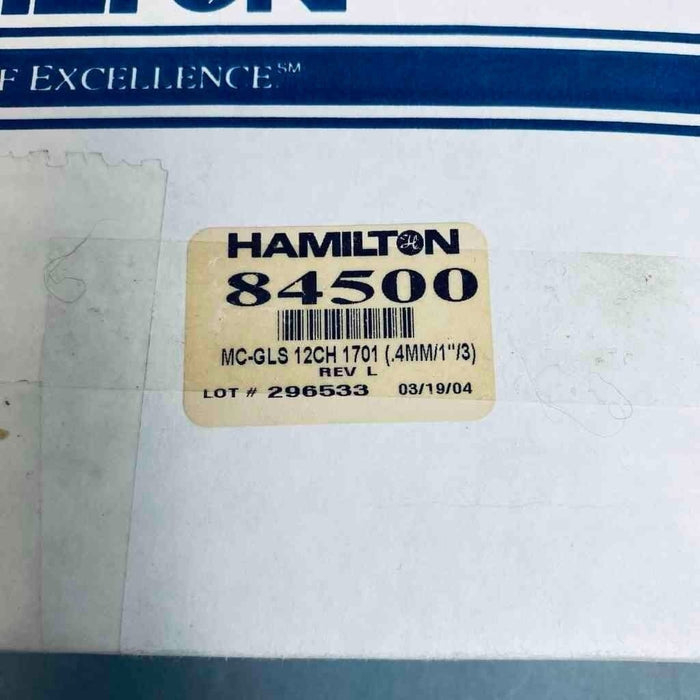 F EXCELLENCE℠
HAMILTON
84500
MC-GLS 12CH 1701 (.4MM/1"/3)
REV L
LOT # 296533 03/19/04